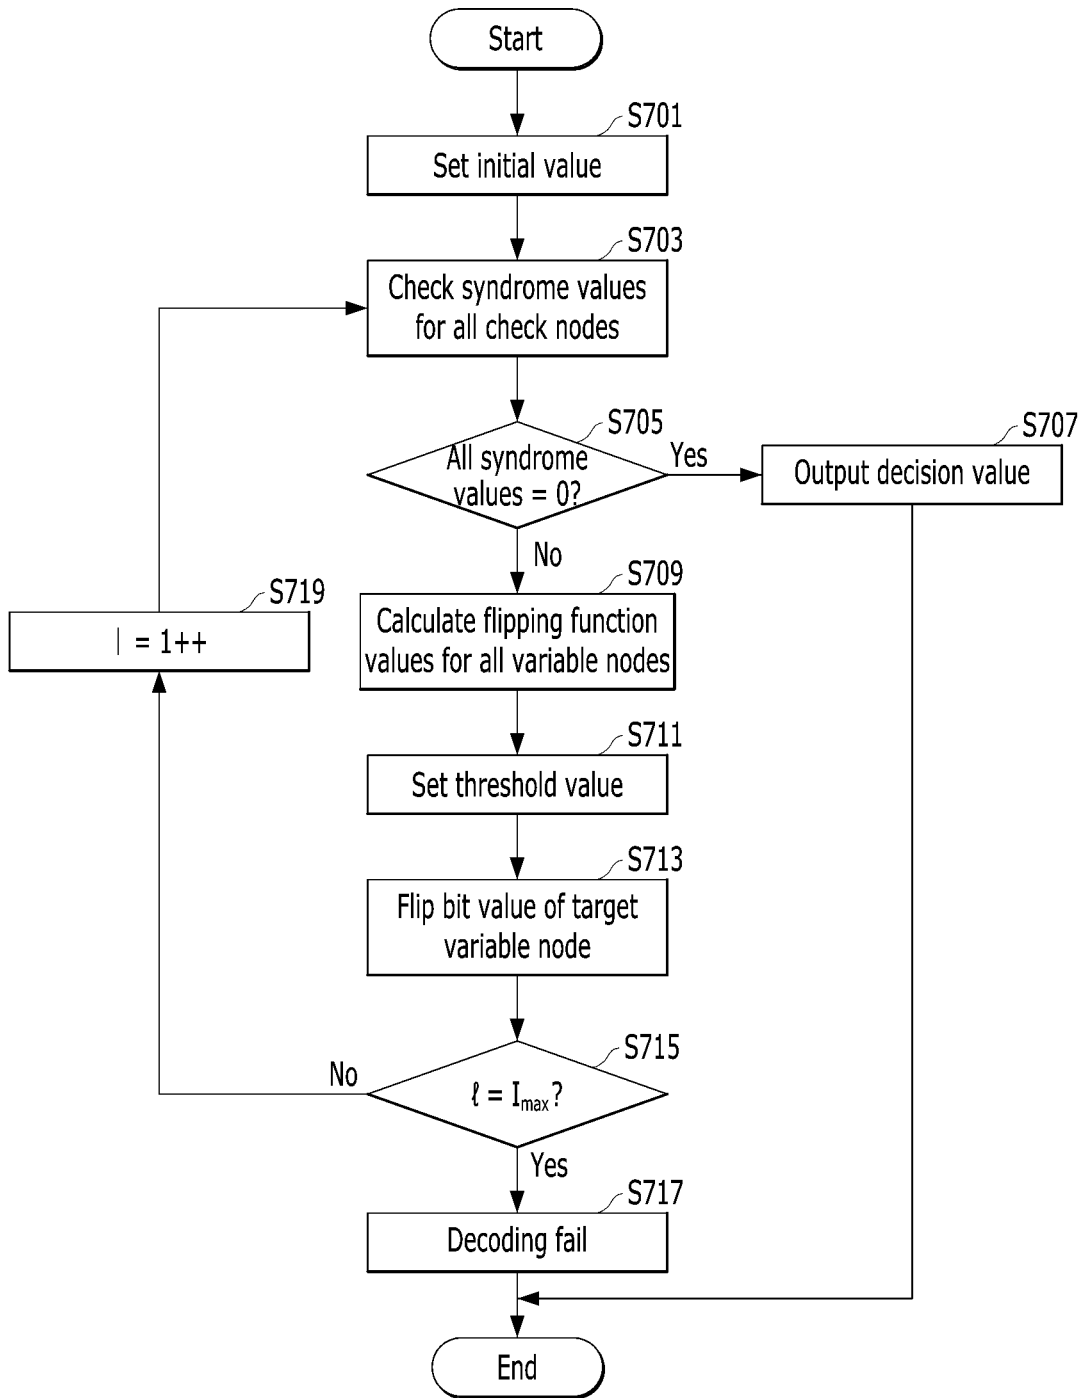 Start
S701
Set initial value
S703
Check syndrome values
for all check nodes
S705
All syndrome
values = 0?
Yes
S707
Output decision value
No
S709
Calculate flipping function
values for all variable nodes
S719
| = 1++
S711
Set threshold value
S713
Flip bit value of target
variable node
S715
ℓ = Imax?
No
Yes
S717
Decoding fail
End